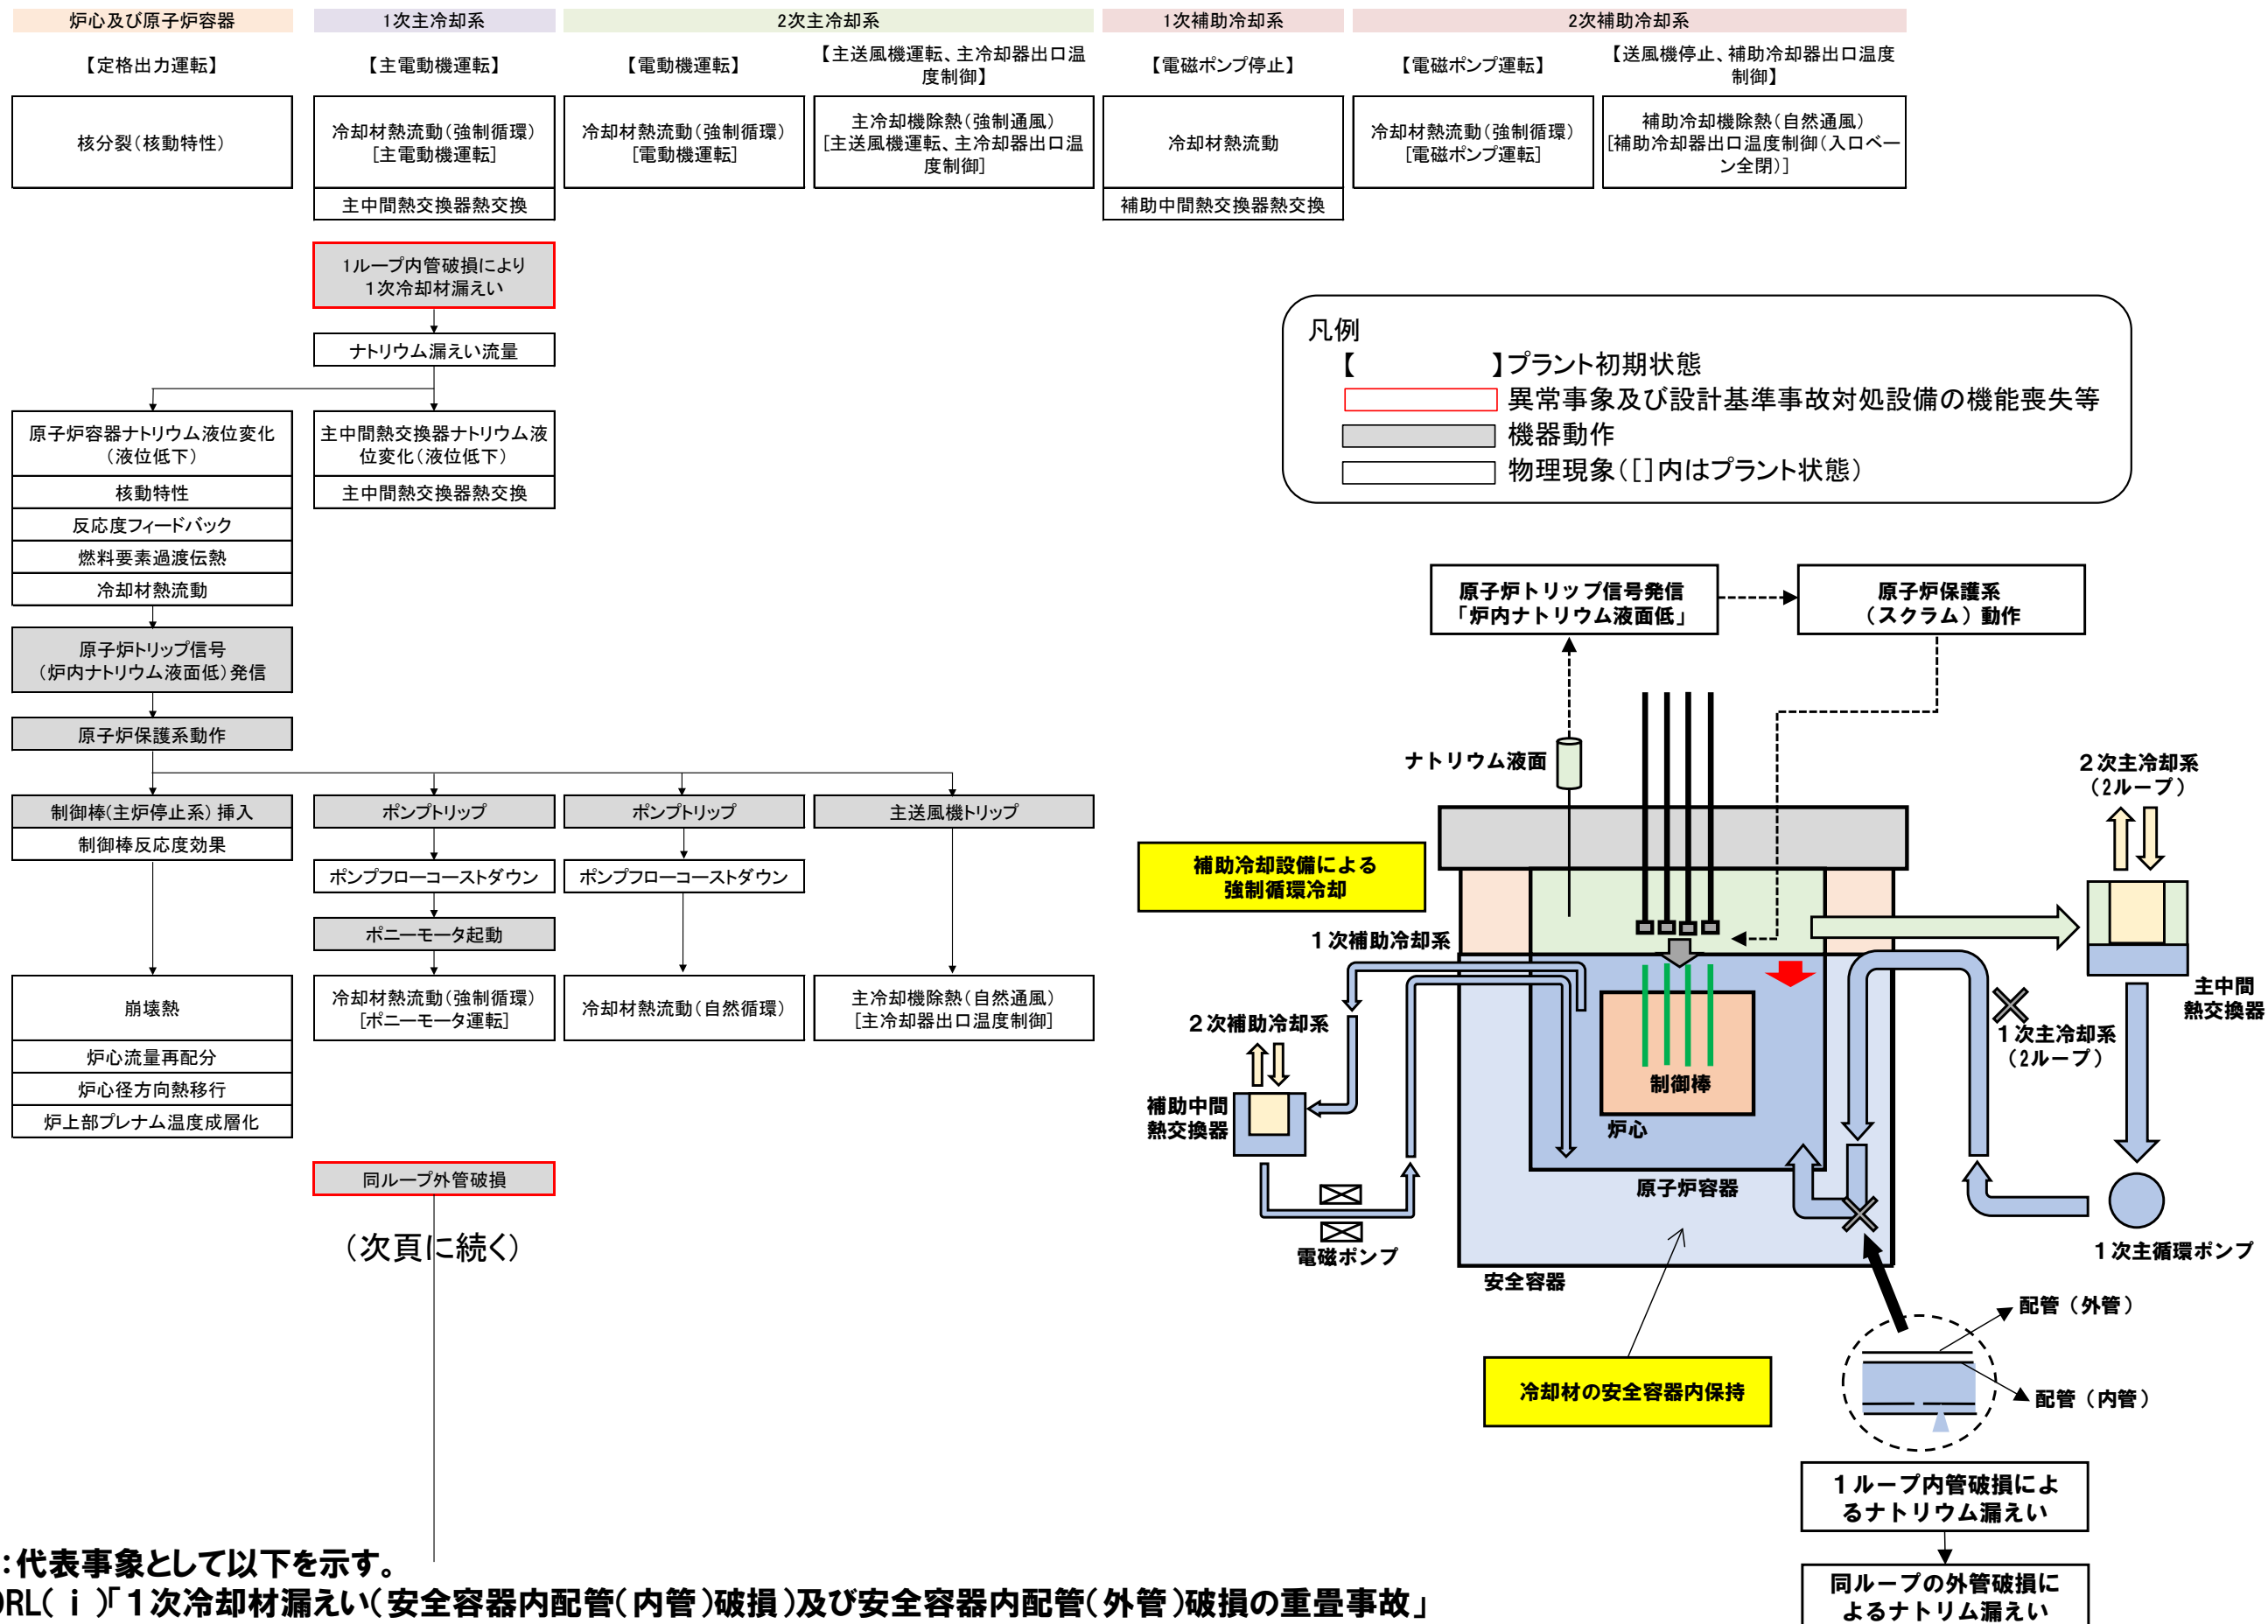 炉心及び原子炉容器
1次主冷却系
2次主冷却系
1次補助冷却系
2次補助冷却系
【定格出力運転】
【主電動機運転】
【電動機運転】
【主送風機運転、主冷却器出口温
度制御】
【電磁ポンプ停止】
【電磁ポンプ運転】
【送風機停止、補助冷却器出口温度
制御】
核分裂（核動特性）
冷却材熱流動（強制循環）
[主電動機運転]
冷却材熱流動（強制循環）
[電動機運転]
主冷却機除熱（強制通風）
[主送風機運転、主冷却器出口温
度制御]
冷却材熱流動
冷却材熱流動（強制循環）
[電磁ポンプ運転]
補助冷却機除熱（自然通風）
[補助冷却器出口温度制御（入口ベー
ン全閉）]
主中間熱交換器熱交換
補助中間熱交換器熱交換
1ループ内管破損により
1次冷却材漏えい
ナトリウム漏えい流量
原子炉容器ナトリウム液位変化
（液位低下）
核動特性
反応度フィードバック
燃料要素過渡伝熱
冷却材熱流動
主中間熱交換器ナトリウム液
位変化（液位低下）
主中間熱交換器熱交換
原子炉トリップ信号
（炉内ナトリウム液面低）発信
原子炉保護系動作
制御棒(主炉停止系)挿入
制御棒反応度効果
ポンプトリップ
ポンプトリップ
主送風機トリップ
ポンプフローコーストダウン
ポンプフローコーストダウン
ポニーモータ起動
崩壊熱
炉心流量再配分
炉心径方向熱移行
炉上部プレナム温度成層化
冷却材熱流動（強制循環）
[ポニーモータ運転]
冷却材熱流動（自然循環）
主冷却機除熱（自然通風）
[主冷却器出口温度制御]
同ループ外管破損
（次頁に続く）
凡例
【　　　　】プラント初期状態
異常事象及び設計基準事故対処設備の機能喪失等
機器動作
物理現象（[]内はプラント状態）
原子炉トリップ信号発信
「炉内ナトリウム液面低」
原子炉保護系
（スクラム）動作
ナトリウム液面
2次主冷却系
（2ループ）
補助冷却設備による
強制循環冷却
1次補助冷却系
2次補助冷却系
補助中間
熱交換器
電磁ポンプ
制御棒
炉心
原子炉容器
安全容器
主中間
熱交換器
1次主冷却系
（2ループ）
1次主循環ポンプ
冷却材の安全容器内保持
配管（外管）
配管（内管）
1ループ内管破損によ
るナトリウム漏えい
同ループの外管破損に
よるナトリム漏えい
：代表事象として以下を示す。
ORL(ⅰ)「1次冷却材漏えい（安全容器内配管（内管）破損）及び安全容器内配管（外管）破損の重畳事故」